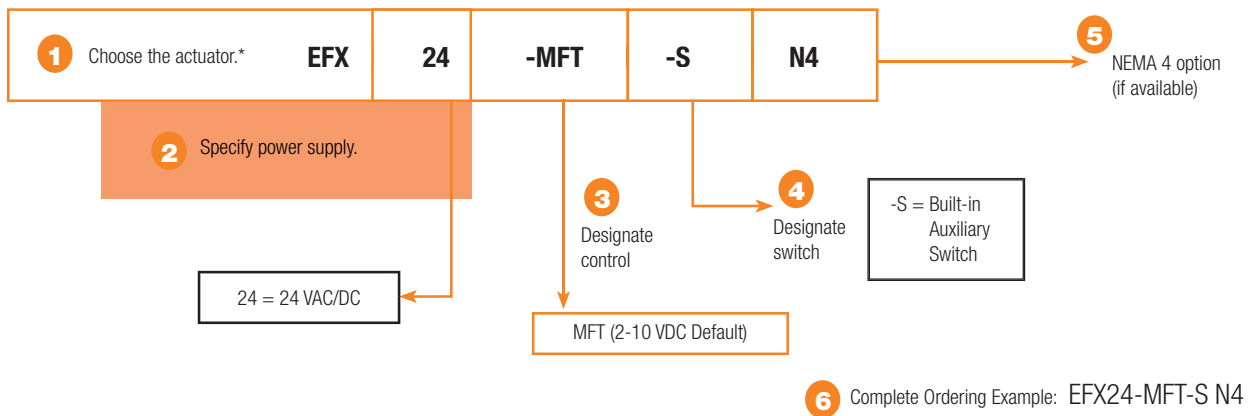 1 Choose the actuator.* EFX 24 -MFT -S N4
5
NEMA 4 option
(if available)
2 Specify power supply.
3
Designate
control
4
Designate
switch
-S = Built-in
Auxiliary
Switch
24 = 24 VAC/DC
MFT (2-10 VDC Default)
6 Complete Ordering Example: EFX24-MFT-S N4